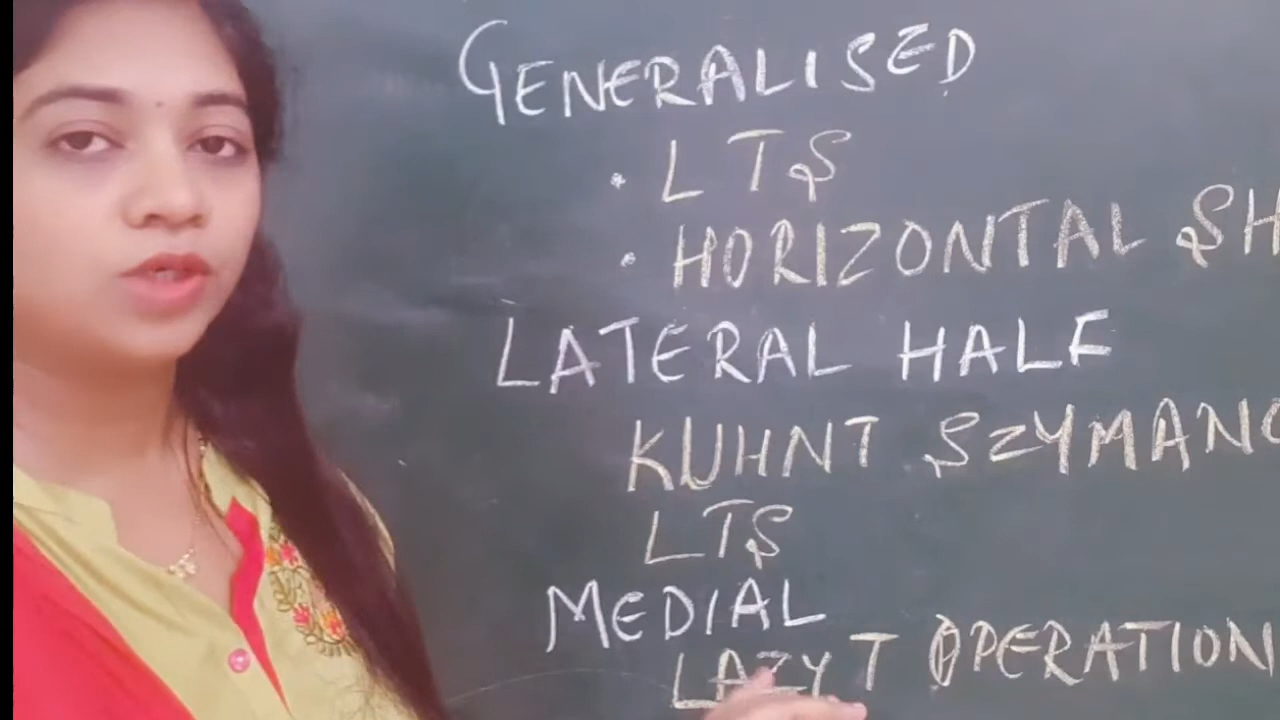 GENERALISED
• LTS
• HORIZONTAL SH
LATERAL HALF
KUHNT SZYMANO
LTS
MEDIAL
LAZY T OPERATION